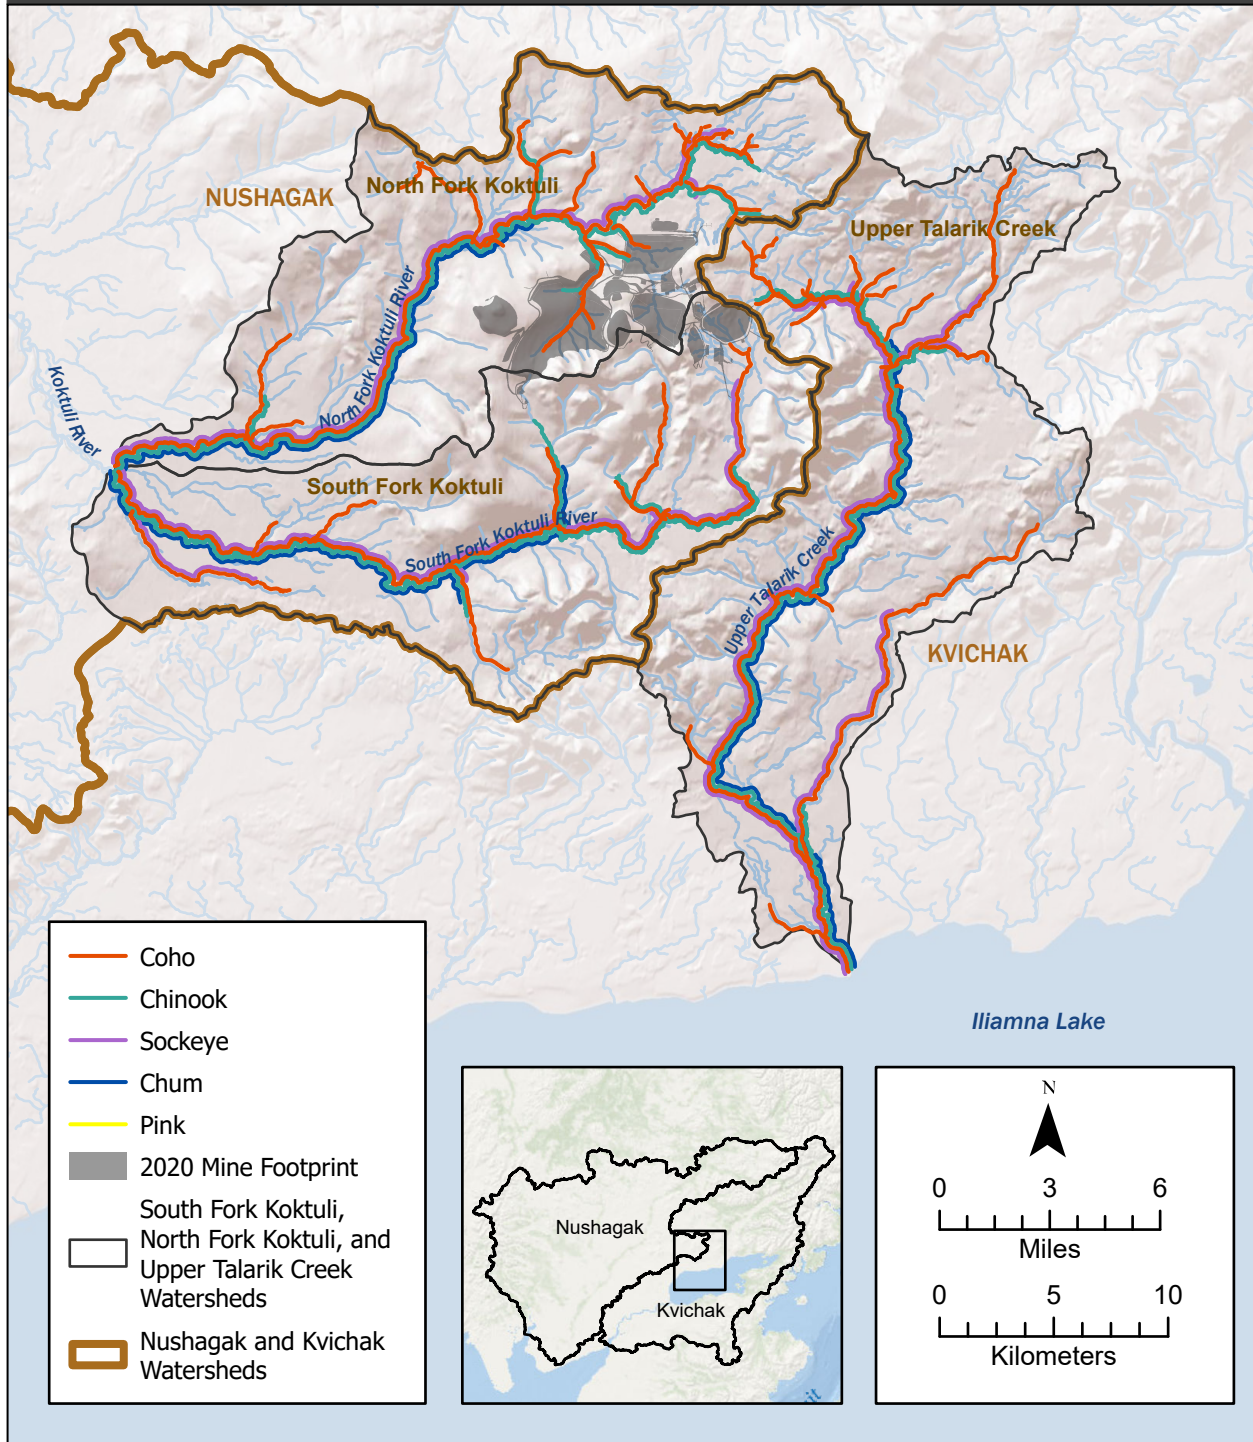 NUSHAGAK
North Fork Koktuli
Upper Talarik Creek
North Fork Koktuli River
Koktuli River
South Fork Koktuli
South Fork Koktuli River
Upper Talarik Creek
KVICHAK
Iliamna Lake
Coho
Chinook
Sockeye
Chum
Pink
2020 Mine Footprint
South Fork Koktuli,
North Fork Koktuli, and
Upper Talarik Creek
Watersheds
Nushagak and Kvichak
Watersheds
Nushagak
Kvichak
N
0 3 6
Miles
0 5 10
Kilometers